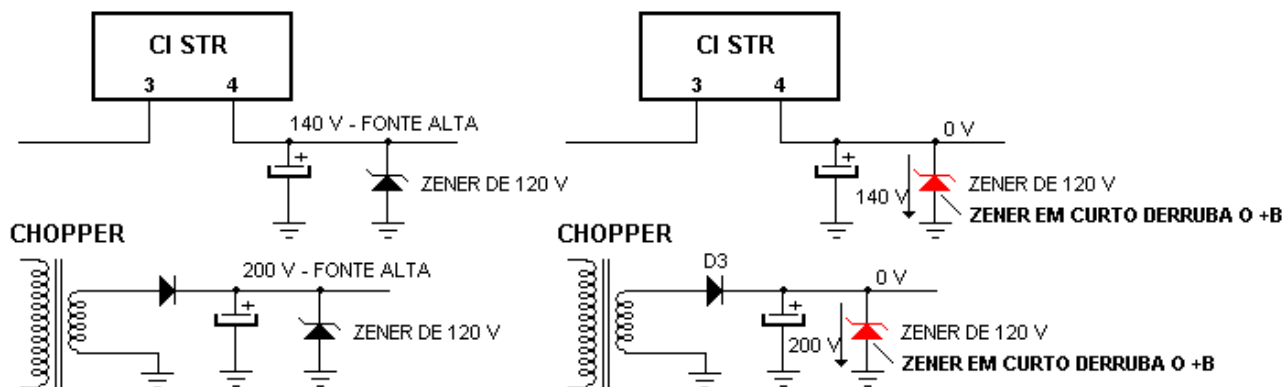 CI STR
3 4
140 V - FONTE ALTA
+
ZENER DE 120 V
CHOPPER
200 V - FONTE ALTA
+
ZENER DE 120 V
CI STR
3 4
0 V
+
140 V
ZENER DE 120 V
ZENER EM CURTO DERRUBA O +B
CHOPPER
D3
0 V
+
200 V
ZENER DE 120 V
ZENER EM CURTO DERRUBA O +B